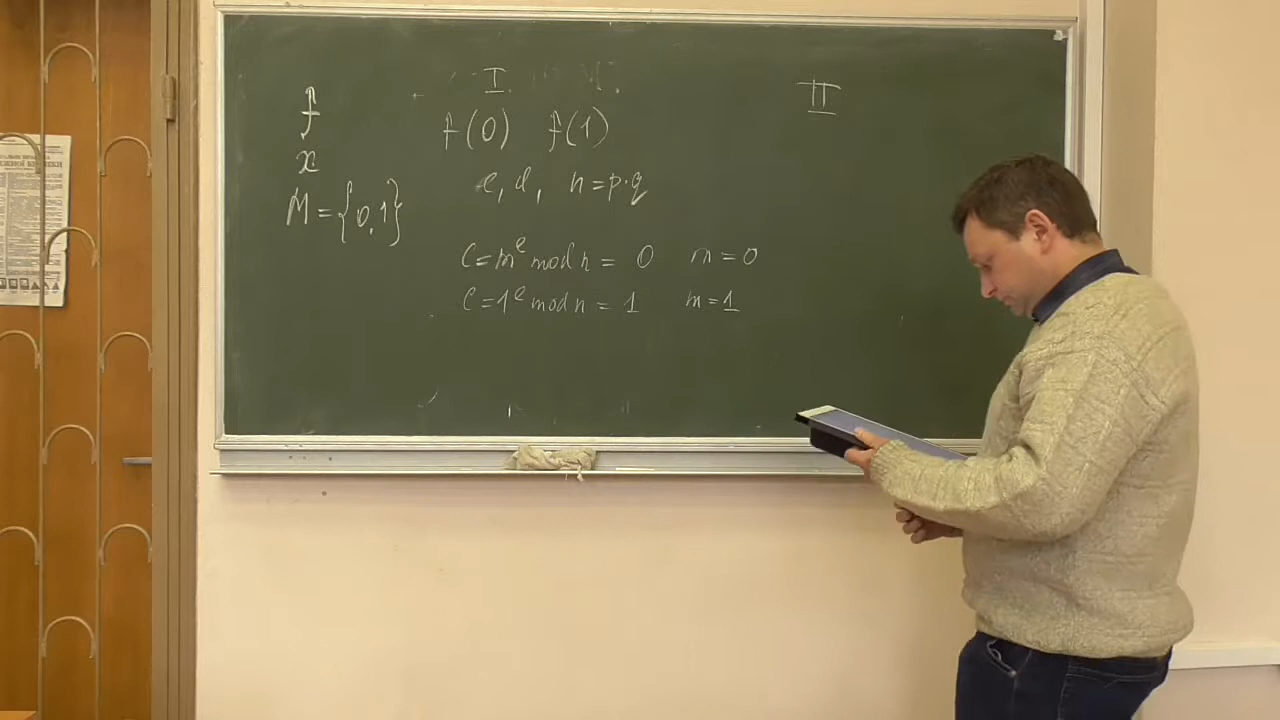 I II
f f(0) f(1)
x e, d, n=p·q
M={0,1}
c=m^e mod n = 0 m=0
c=1^e mod n = 1 m=1